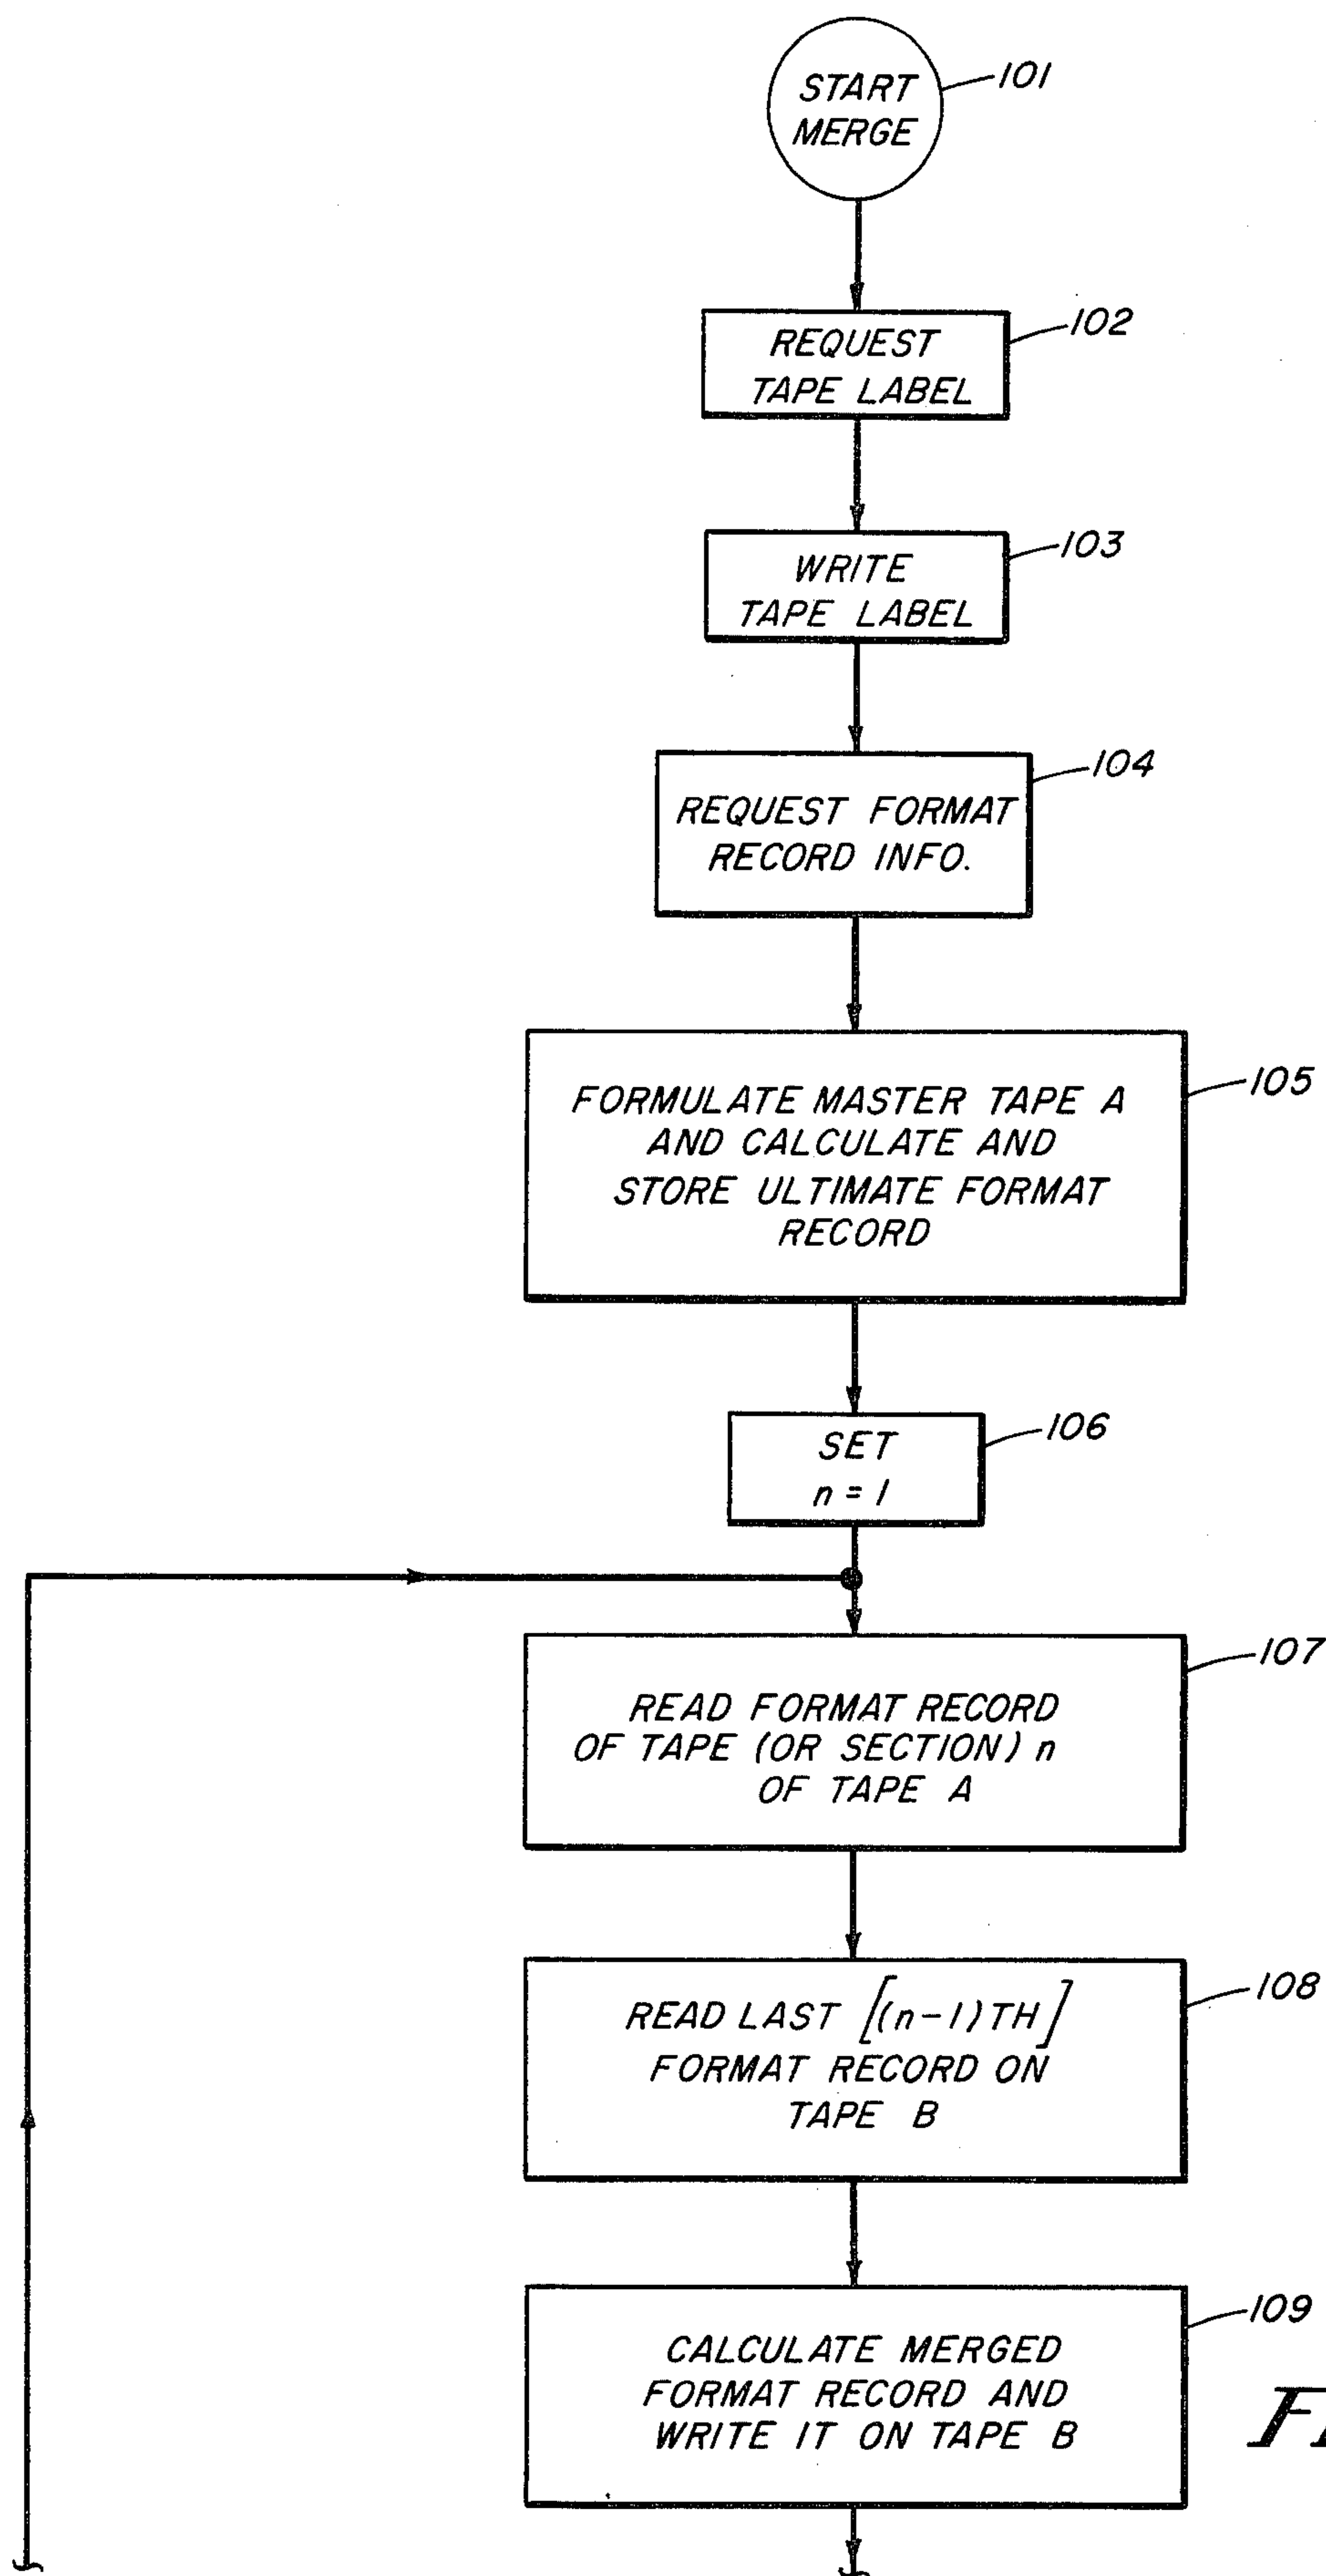 START
MERGE
101
REQUEST
TAPE LABEL
102
WRITE
TAPE LABEL
103
REQUEST FORMAT
RECORD INFO.
104
FORMULATE MASTER TAPE A
AND CALCULATE AND
STORE ULTIMATE FORMAT
RECORD
105
SET
n = 1
106
READ FORMAT RECORD
OF TAPE (OR SECTION) n
OF TAPE A
107
READ LAST [(n-1)TH]
FORMAT RECORD ON
TAPE B
108
CALCULATE MERGED
FORMAT RECORD AND
WRITE IT ON TAPE B
109